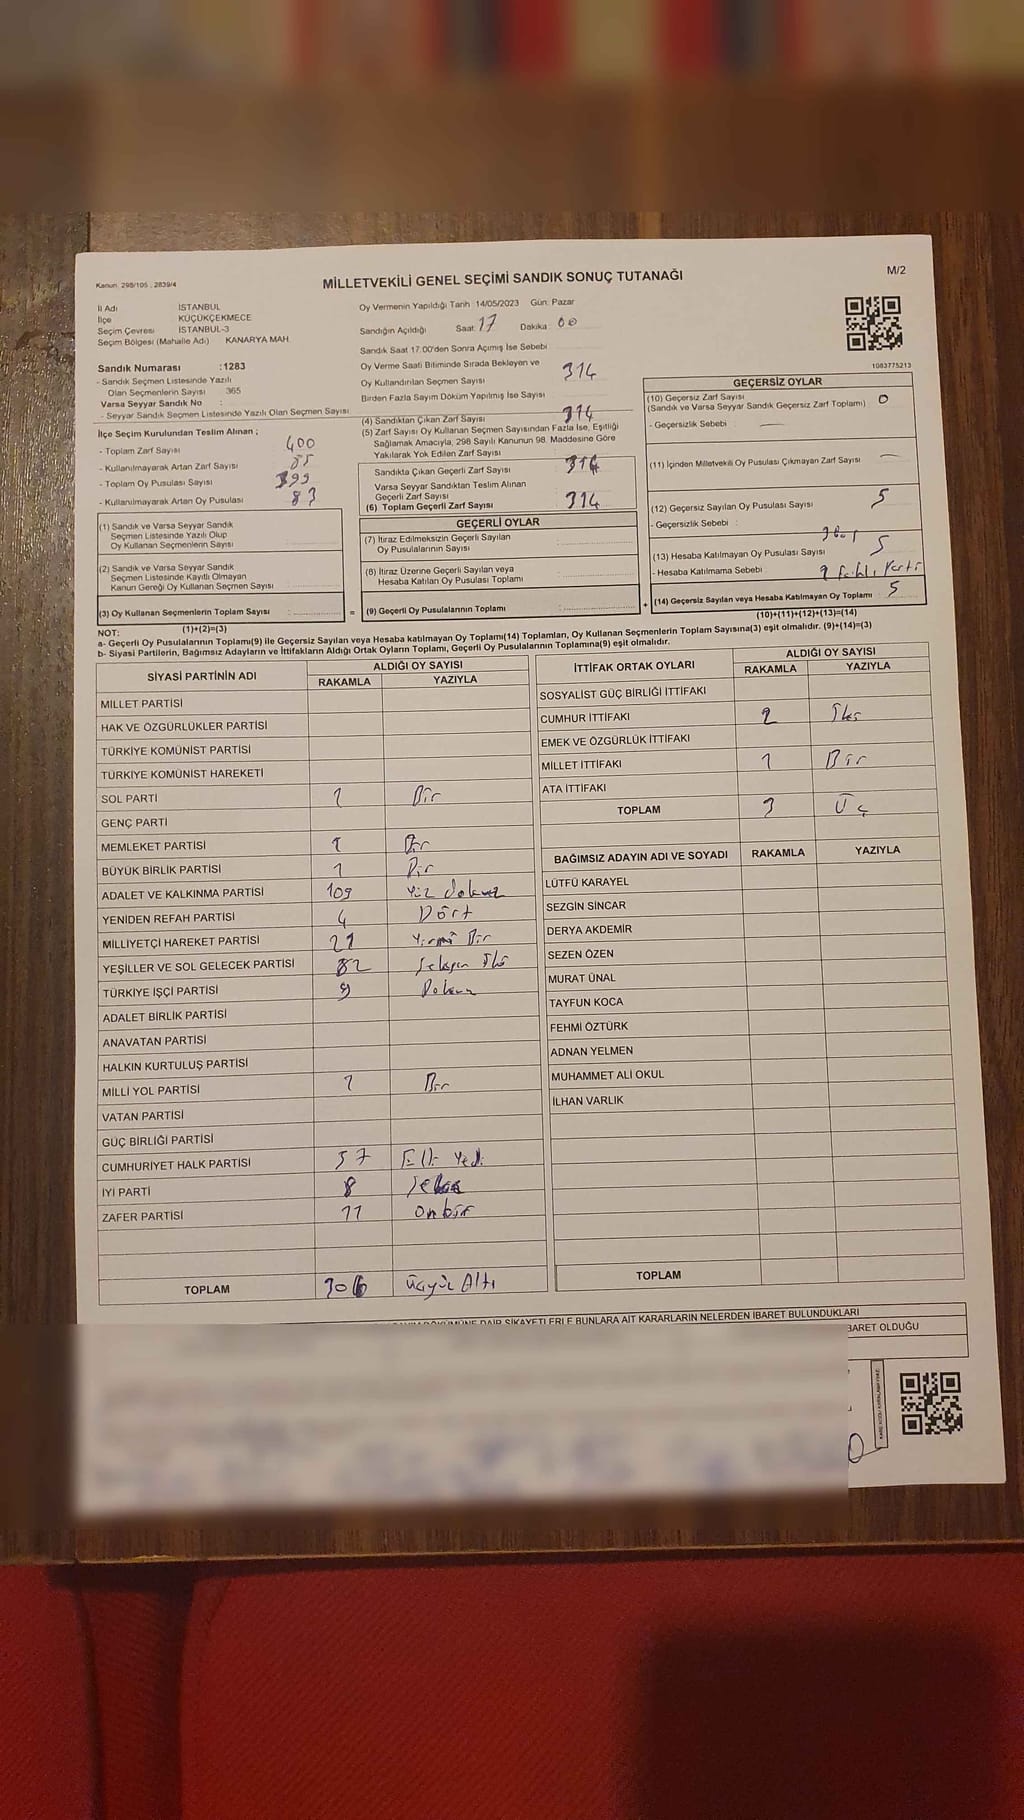 Kanun: 298/105 , 2839/4
MİLLETVEKİLİ GENEL SEÇİMİ SANDIK SONUÇ TUTANAĞI
M/2
İl Adı İSTANBUL
İlçe KÜÇÜKÇEKMECE
Seçim Çevresi İSTANBUL-3
Seçim Bölgesi (Mahalle Adı) KANARYA MAH.
Sandık Numarası :1283
- Sandık Seçmen Listesinde Yazılı
Olan Seçmenlerin Sayısı 365
Varsa Seyyar Sandık No :
- Seyyar Sandık Seçmen Listesinde Yazılı Olan Seçmen Sayısı
İlçe Seçim Kurulundan Teslim Alınan ;
- Toplam Zarf Sayısı 400
- Kullanılmayarak Artan Zarf Sayısı
- Toplam Oy Pusulası Sayısı 399
- Kullanılmayarak Artan Oy Pusulası 83
Oy Vermenin Yapıldığı Tarih 14/05/2023 Gün: Pazar
Sandığın Açıldığı Saat: 17 Dakika: 00
Sandık Saat 17.00'den Sonra Açımış İse Sebebi
Oy Verme Saati Bitiminde Sırada Bekleyen ve
Oy Kullandırılan Seçmen Sayısı 314
Birden Fazla Sayım Döküm Yapılmış İse Sayısı
(4) Sandıktan Çıkan Zarf Sayısı 314
(5) Zarf Sayısı Oy Kullanan Seçmen Sayısından Fazla İse, Eşitliği
Sağlamak Amacıyla, 298 Sayılı Kanunun 98. Maddesine Göre
Yakılarak Yok Edilen Zarf Sayısı
Sandıkta Çıkan Geçerli Zarf Sayısı 314
Varsa Seyyar Sandıktan Teslim Alınan
Geçerli Zarf Sayısı
(6) Toplam Geçerli Zarf Sayısı 314
1083775213
GEÇERSİZ OYLAR
(10) Geçersiz Zarf Sayısı 0
(Sandık ve Varsa Seyyar Sandık Geçersiz Zarf Toplamı)
- Geçersizlik Sebebi : —
(11) İçinden Milletvekili Oy Pusulası Çıkmayan Zarf Sayısı —
(12) Geçersiz Sayılan Oy Pusulası Sayısı 5
- Geçersizlik Sebebi :
(13) Hesaba Katılmayan Oy Pusulası Sayısı 5
- Hesaba Katılmama Sebebi :
(14) Geçersiz Sayılan veya Hesaba Katılmayan Oy Toplamı 5
(10)+(11)+(12)+(13)=(14)
(1) Sandık ve Varsa Seyyar Sandık
Seçmen Listesinde Yazılı Olup
Oy Kullanan Seçmenlerin Sayısı
(2) Sandık ve Varsa Seyyar Sandık
Seçmen Listesinde Kayıtlı Olmayan
Kanun Gereği Oy Kullanan Seçmen Sayısı
(3) Oy Kullanan Seçmenlerin Toplam Sayısı :
(1)+(2)=(3)
GEÇERLİ OYLAR
(7) İtiraz Edilmeksizin Geçerli Sayılan
Oy Pusulalarının Sayısı
(8) İtiraz Üzerine Geçerli Sayılan veya
Hesaba Katılan Oy Pusulası Toplamı
= (9) Geçerli Oy Pusulalarının Toplamı +
NOT:
a- Geçerli Oy Pusulalarının Toplamı(9) ile Geçersiz Sayılan veya Hesaba katılmayan Oy Toplamı(14) Toplamları, Oy Kullanan Seçmenlerin Toplam Sayısına(3) eşit olmalıdır. (9)+(14)=(3)
b- Siyasi Partilerin, Bağımsız Adayların ve İttifakların Aldığı Ortak Oyların Toplamı, Geçerli Oy Pusulalarının Toplamına(9) eşit olmalıdır.
SİYASİ PARTİNİN ADI ALDIĞI OY SAYISI
RAKAMLA YAZIYLA
MİLLET PARTİSİ
HAK VE ÖZGÜRLÜKLER PARTİSİ
TÜRKİYE KOMÜNİST PARTİSİ
TÜRKİYE KOMÜNİST HAREKETİ
SOL PARTİ 1 Bir
GENÇ PARTİ
MEMLEKET PARTİSİ 1 Bir
BÜYÜK BİRLİK PARTİSİ 1 Bir
ADALET VE KALKINMA PARTİSİ 109 Yüz dokuz
YENİDEN REFAH PARTİSİ 4 Dört
MİLLİYETÇİ HAREKET PARTİSİ 21 Yirmi Bir
YEŞİLLER VE SOL GELECEK PARTİSİ 82 Seksen İki
TÜRKİYE İŞÇİ PARTİSİ 9 Dokuz
ADALET BİRLİK PARTİSİ
ANAVATAN PARTİSİ
HALKIN KURTULUŞ PARTİSİ
MİLLİ YOL PARTİSİ 1 Bir
VATAN PARTİSİ
GÜÇ BİRLİĞİ PARTİSİ
CUMHURİYET HALK PARTİSİ 57 Elli Yedi
İYİ PARTİ 8 Sekiz
ZAFER PARTİSİ 11 Onbir
TOPLAM 306 Üçyüz Altı
İTTİFAK ORTAK OYLARI ALDIĞI OY SAYISI
RAKAMLA YAZIYLA
SOSYALİST GÜÇ BİRLİĞİ İTTİFAKI
CUMHUR İTTİFAKI 2 İki
EMEK VE ÖZGÜRLÜK İTTİFAKI
MİLLET İTTİFAKI 1 Bir
ATA İTTİFAKI
TOPLAM 3 Üç
BAĞIMSIZ ADAYIN ADI VE SOYADI RAKAMLA YAZIYLA
LÜTFÜ KARAYEL
SEZGİN SİNCAR
DERYA AKDEMİR
SEZEN ÖZEN
MURAT ÜNAL
TAYFUN KOCA
FEHMİ ÖZTÜRK
ADNAN YELMEN
MUHAMMET ALİ OKUL
İLHAN VARLIK
TOPLAM
DAİR ŞİKAYETLERLE BUNLARA AİT KARARLARIN NELERDEN İBARET BULUNDUKLARI
BARET OLDUĞU